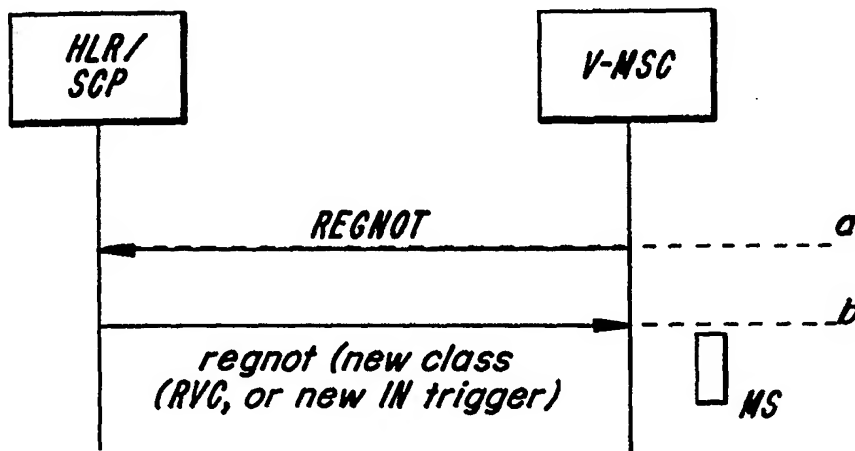 HLR/
SCP
V-MSC
REGNOT
a
b
regnot (new class
(RVC, or new IN trigger)
MS